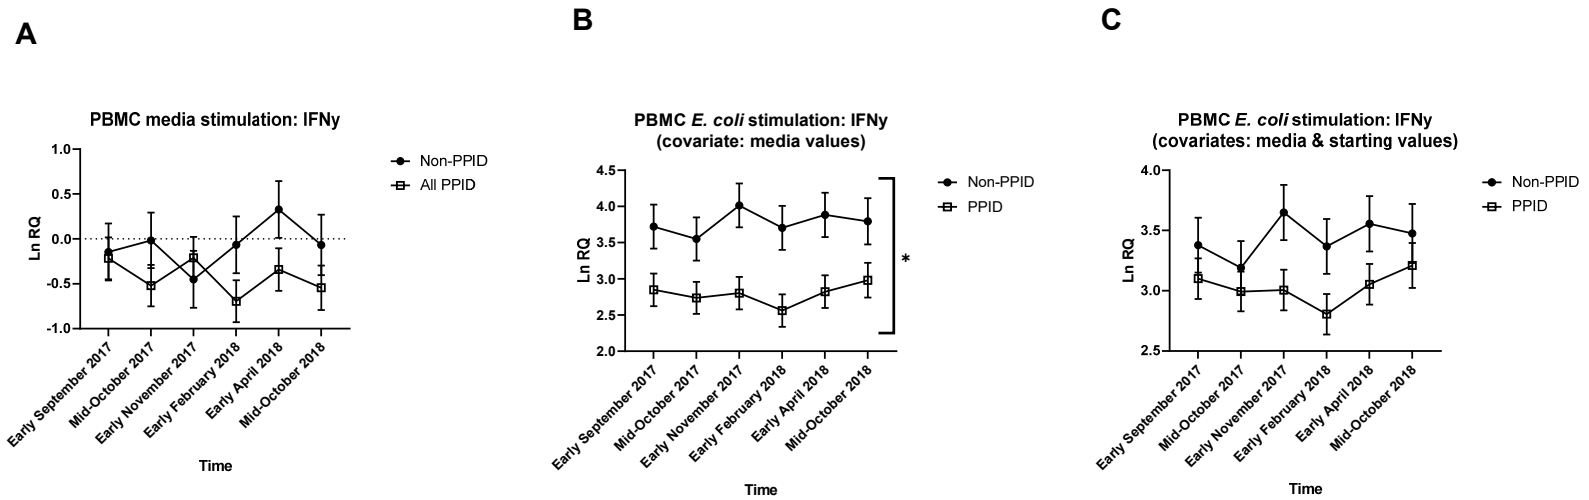 A
PBMC media stimulation: IFNy
1.0
0.5
0.0
-0.5
-1.0
Ln RQ
Early September 2017
Mid-October 2017
Early November 2017
Early February 2018
Early April 2018
Mid-October 2018
Time
Non-PPID
All PPID
B
PBMC E. coli stimulation: IFNy
(covariate: media values)
4.5
4.0
3.5
3.0
2.5
2.0
Ln RQ
Early September 2017
Mid-October 2017
Early November 2017
Early February 2018
Early April 2018
Mid-October 2018
Time
Non-PPID
PPID
*
C
PBMC E. coli stimulation: IFNy
(covariates: media & starting values)
4.0
3.5
3.0
2.5
Ln RQ
Early September 2017
Mid-October 2017
Early November 2017
Early February 2018
Early April 2018
Mid-October 2018
Time
Non-PPID
PPID